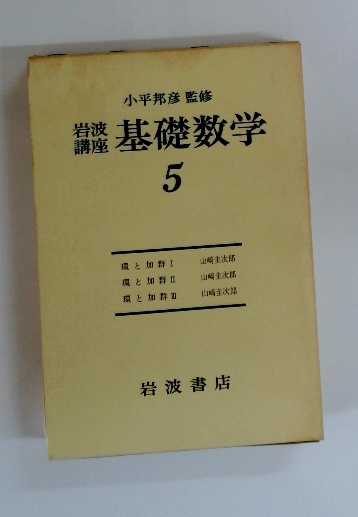 小平邦彦 監修
岩波講座 基礎数学
5
環と加群 I 山崎圭次郎
環と加群 II 山崎圭次郎
環と加群 III 山崎圭次郎
岩波書店